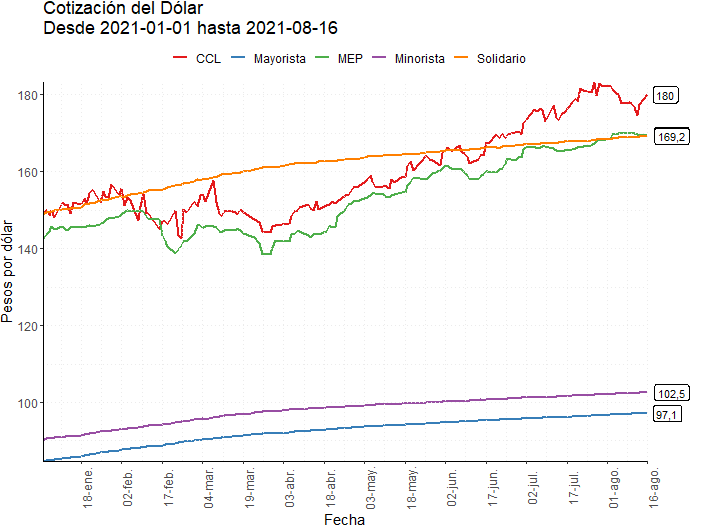 Cotización del Dólar
Desde 2021-01-01 hasta 2021-08-16
CCL Mayorista MEP Minorista Solidario
Pesos por dólar
180
160
140
120
100
180
169,2
102,5
97,1
18-ene.
02-feb.
17-feb.
04-mar.
19-mar.
03-abr.
18-abr.
03-may.
18-may.
02-jun.
17-jun.
02-jul.
17-jul.
01-ago.
16-ago.
Fecha